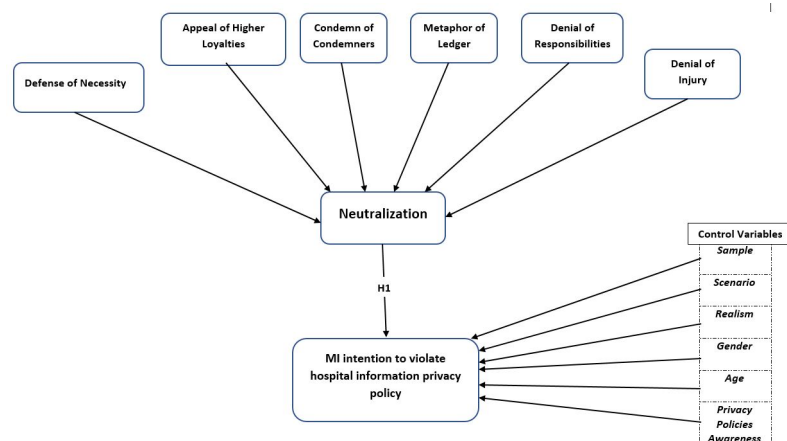 Appeal of Higher
Loyalties
Condemn of
Condemners
Metaphor of
Ledger
Denial of
Responsibilities
Defense of Necessity
Denial of
Injury
Neutralization
H1
MI intention to violate
hospital information privacy
policy
Control Variables
Sample
Scenario
Realism
Gender
Age
Privacy
Policies
Awareness